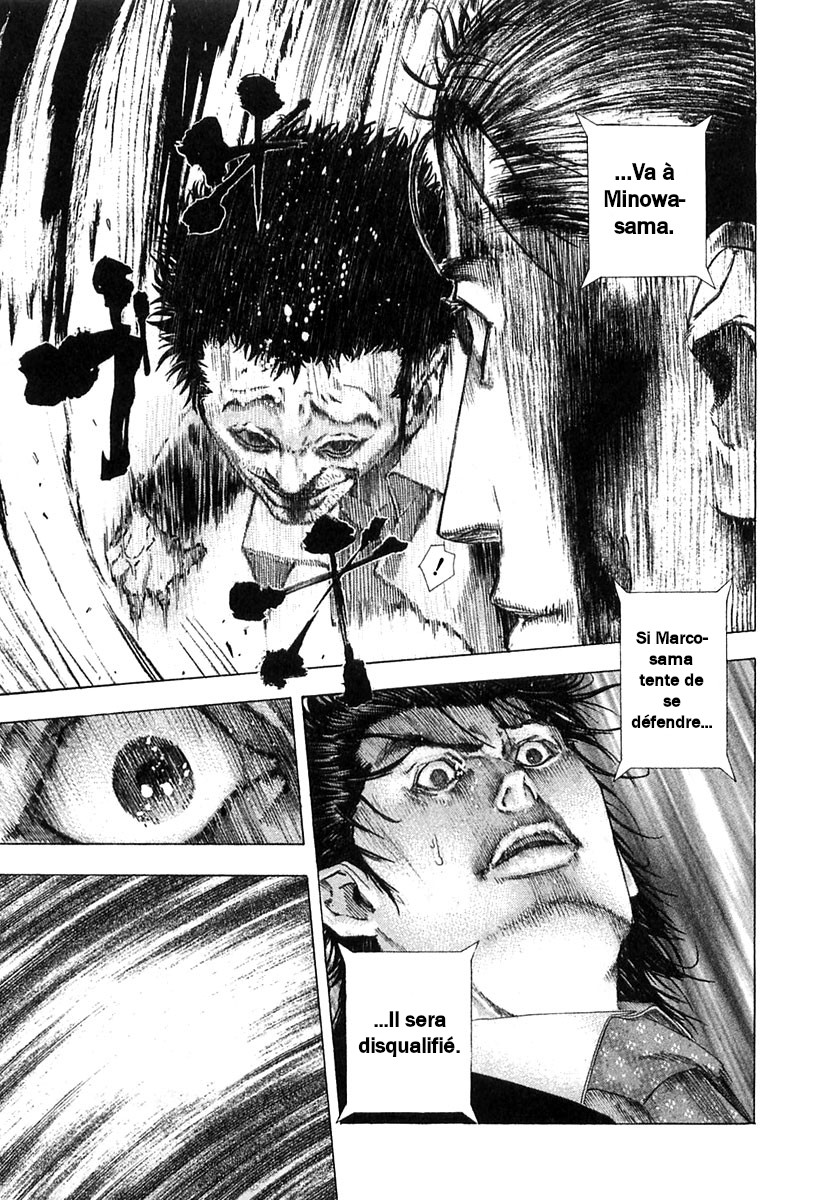 ...Va à
Minowa-
sama.
!
Si Marco-
sama
tente de
se
défendre...
...Il sera
disqualifié.